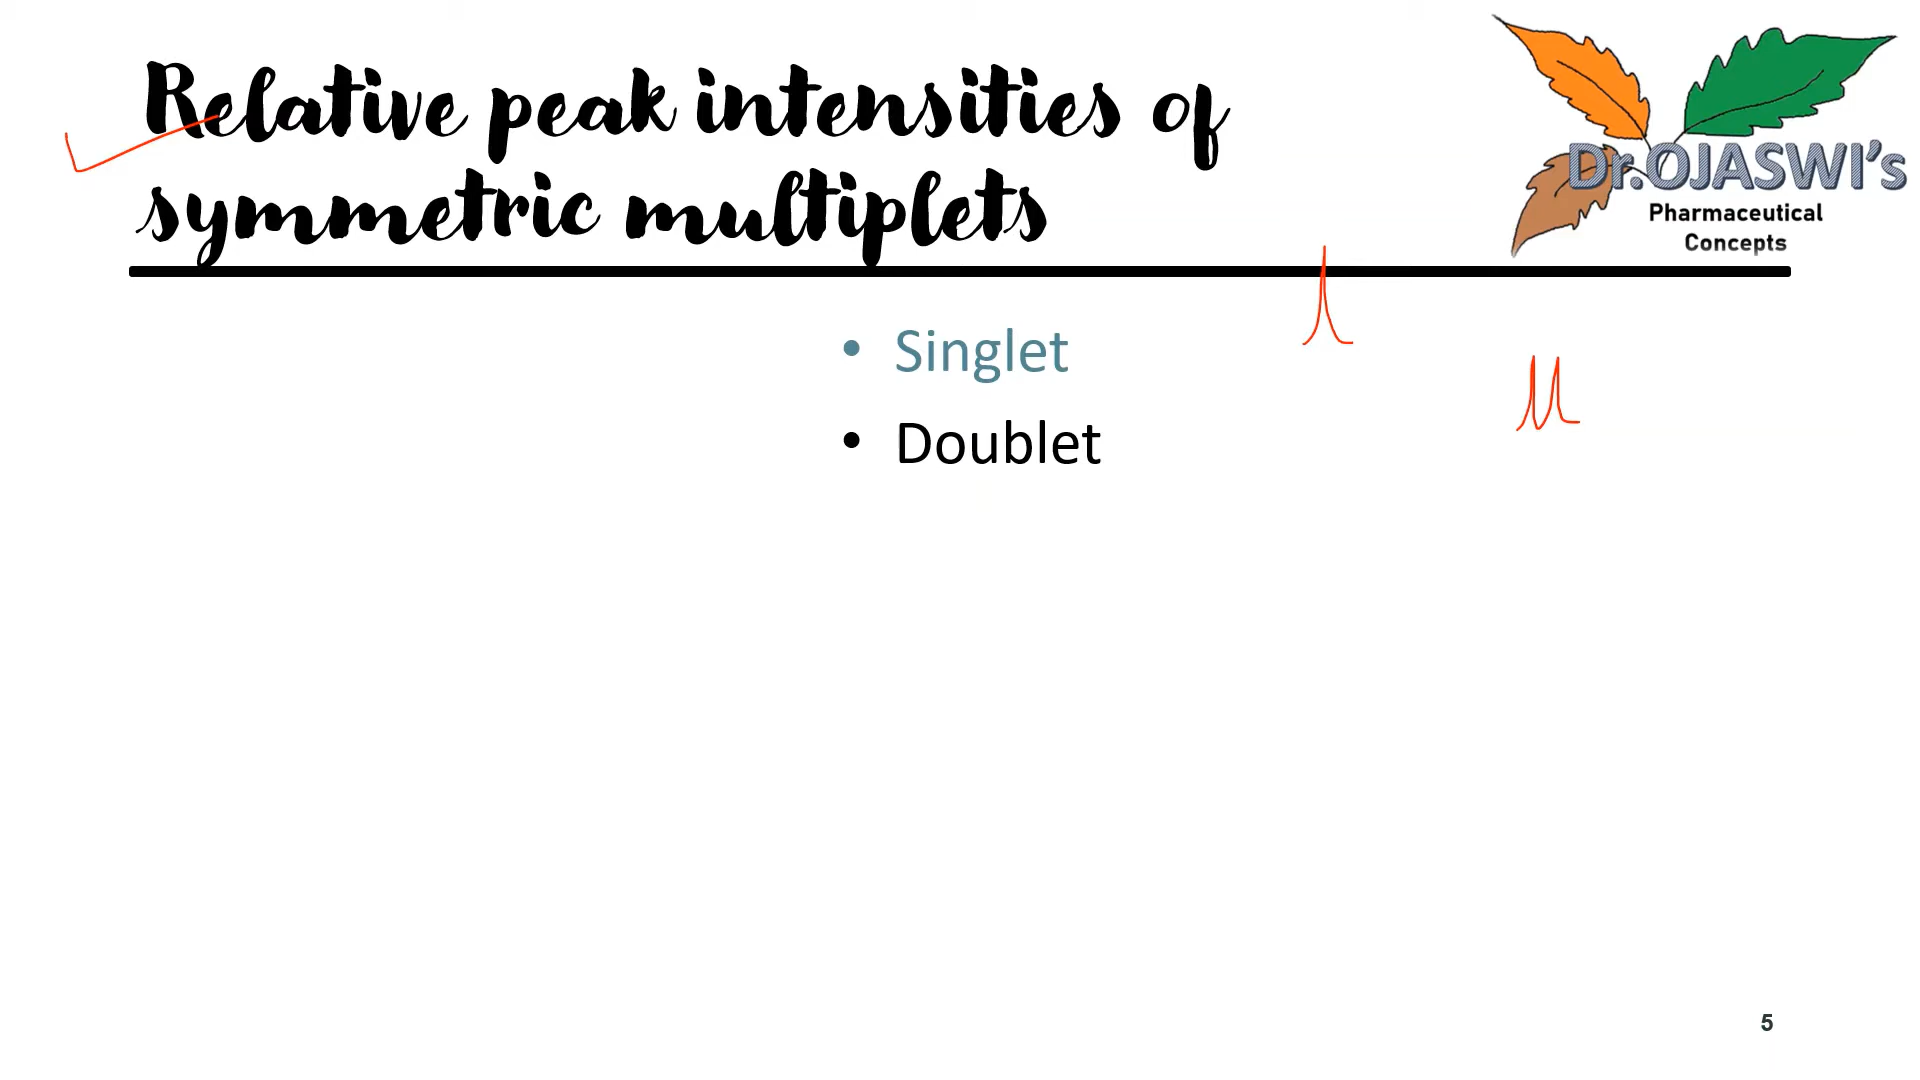 Relative peak intensities of
symmetric multiplets
Dr.OJASWI's
Pharmaceutical
Concepts
• Singlet
• Doublet
5